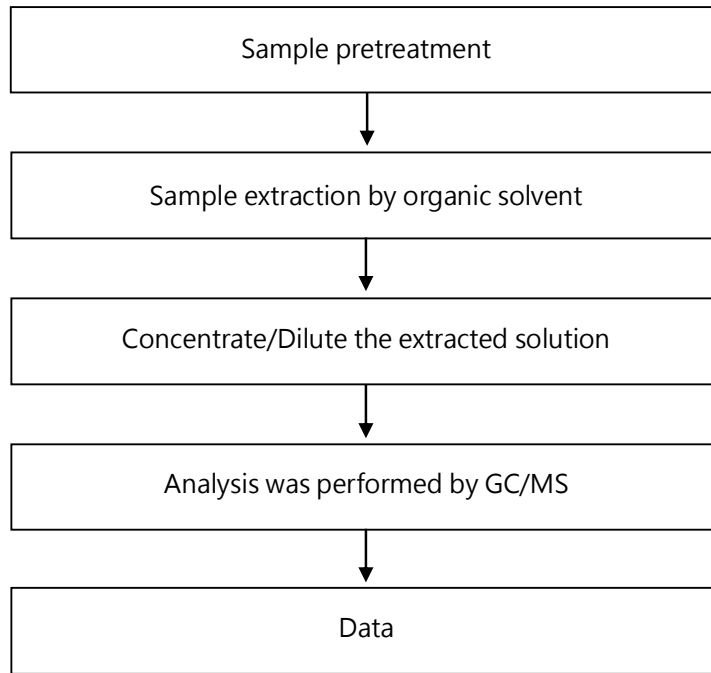 Sample pretreatment
Sample extraction by organic solvent
Concentrate/Dilute the extracted solution
Analysis was performed by GC/MS
Data